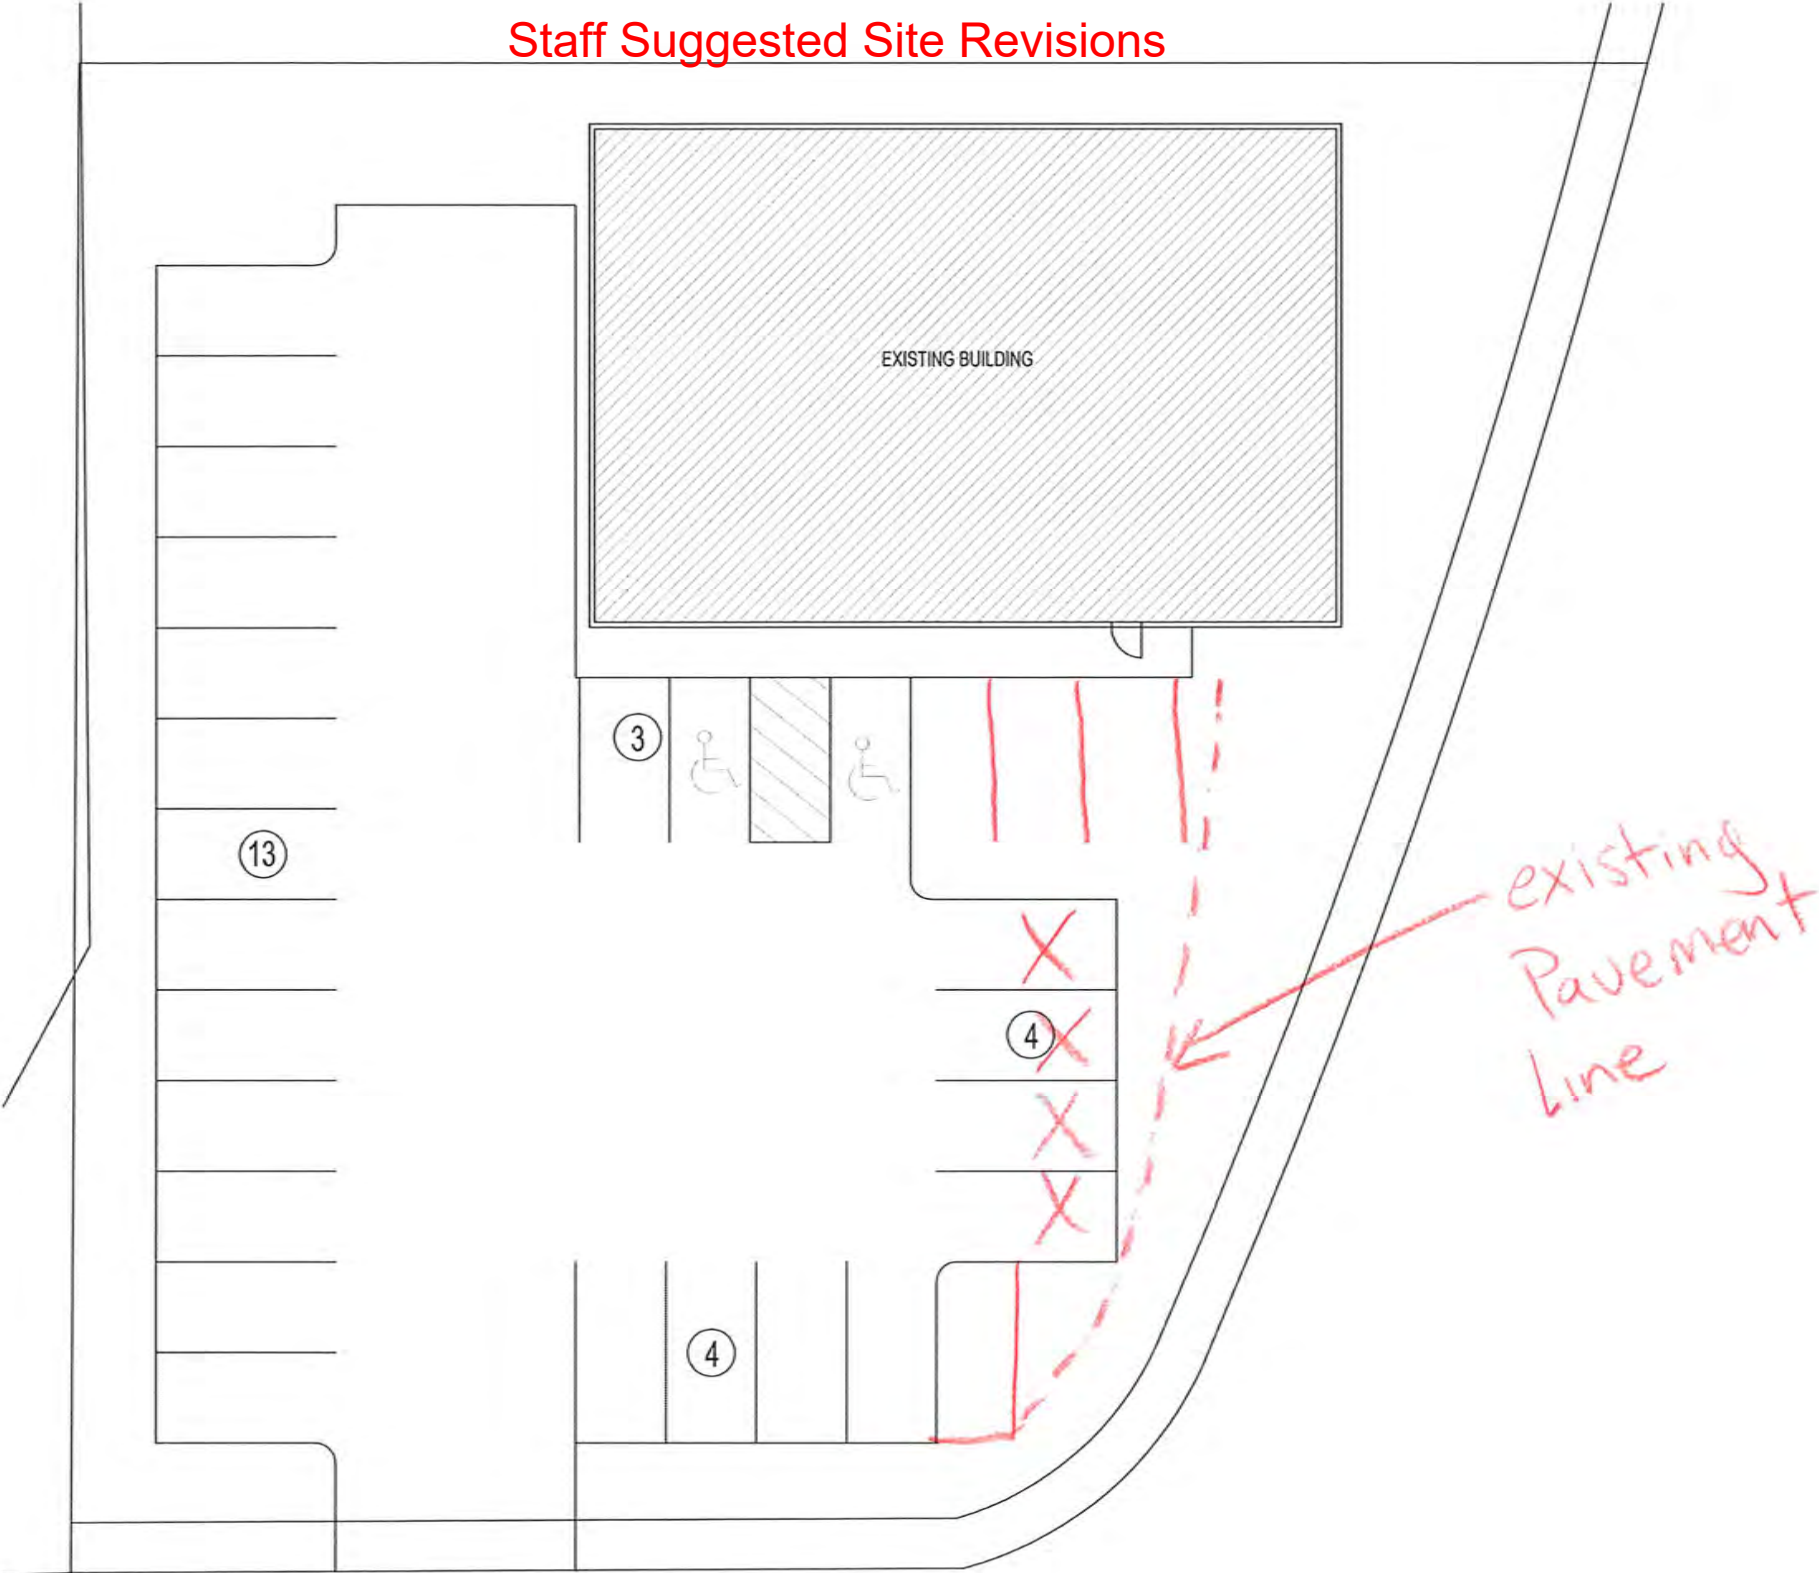 Staff Suggested Site Revisions
EXISTING BUILDING
3
13
existing
Pavement
Line
4
4